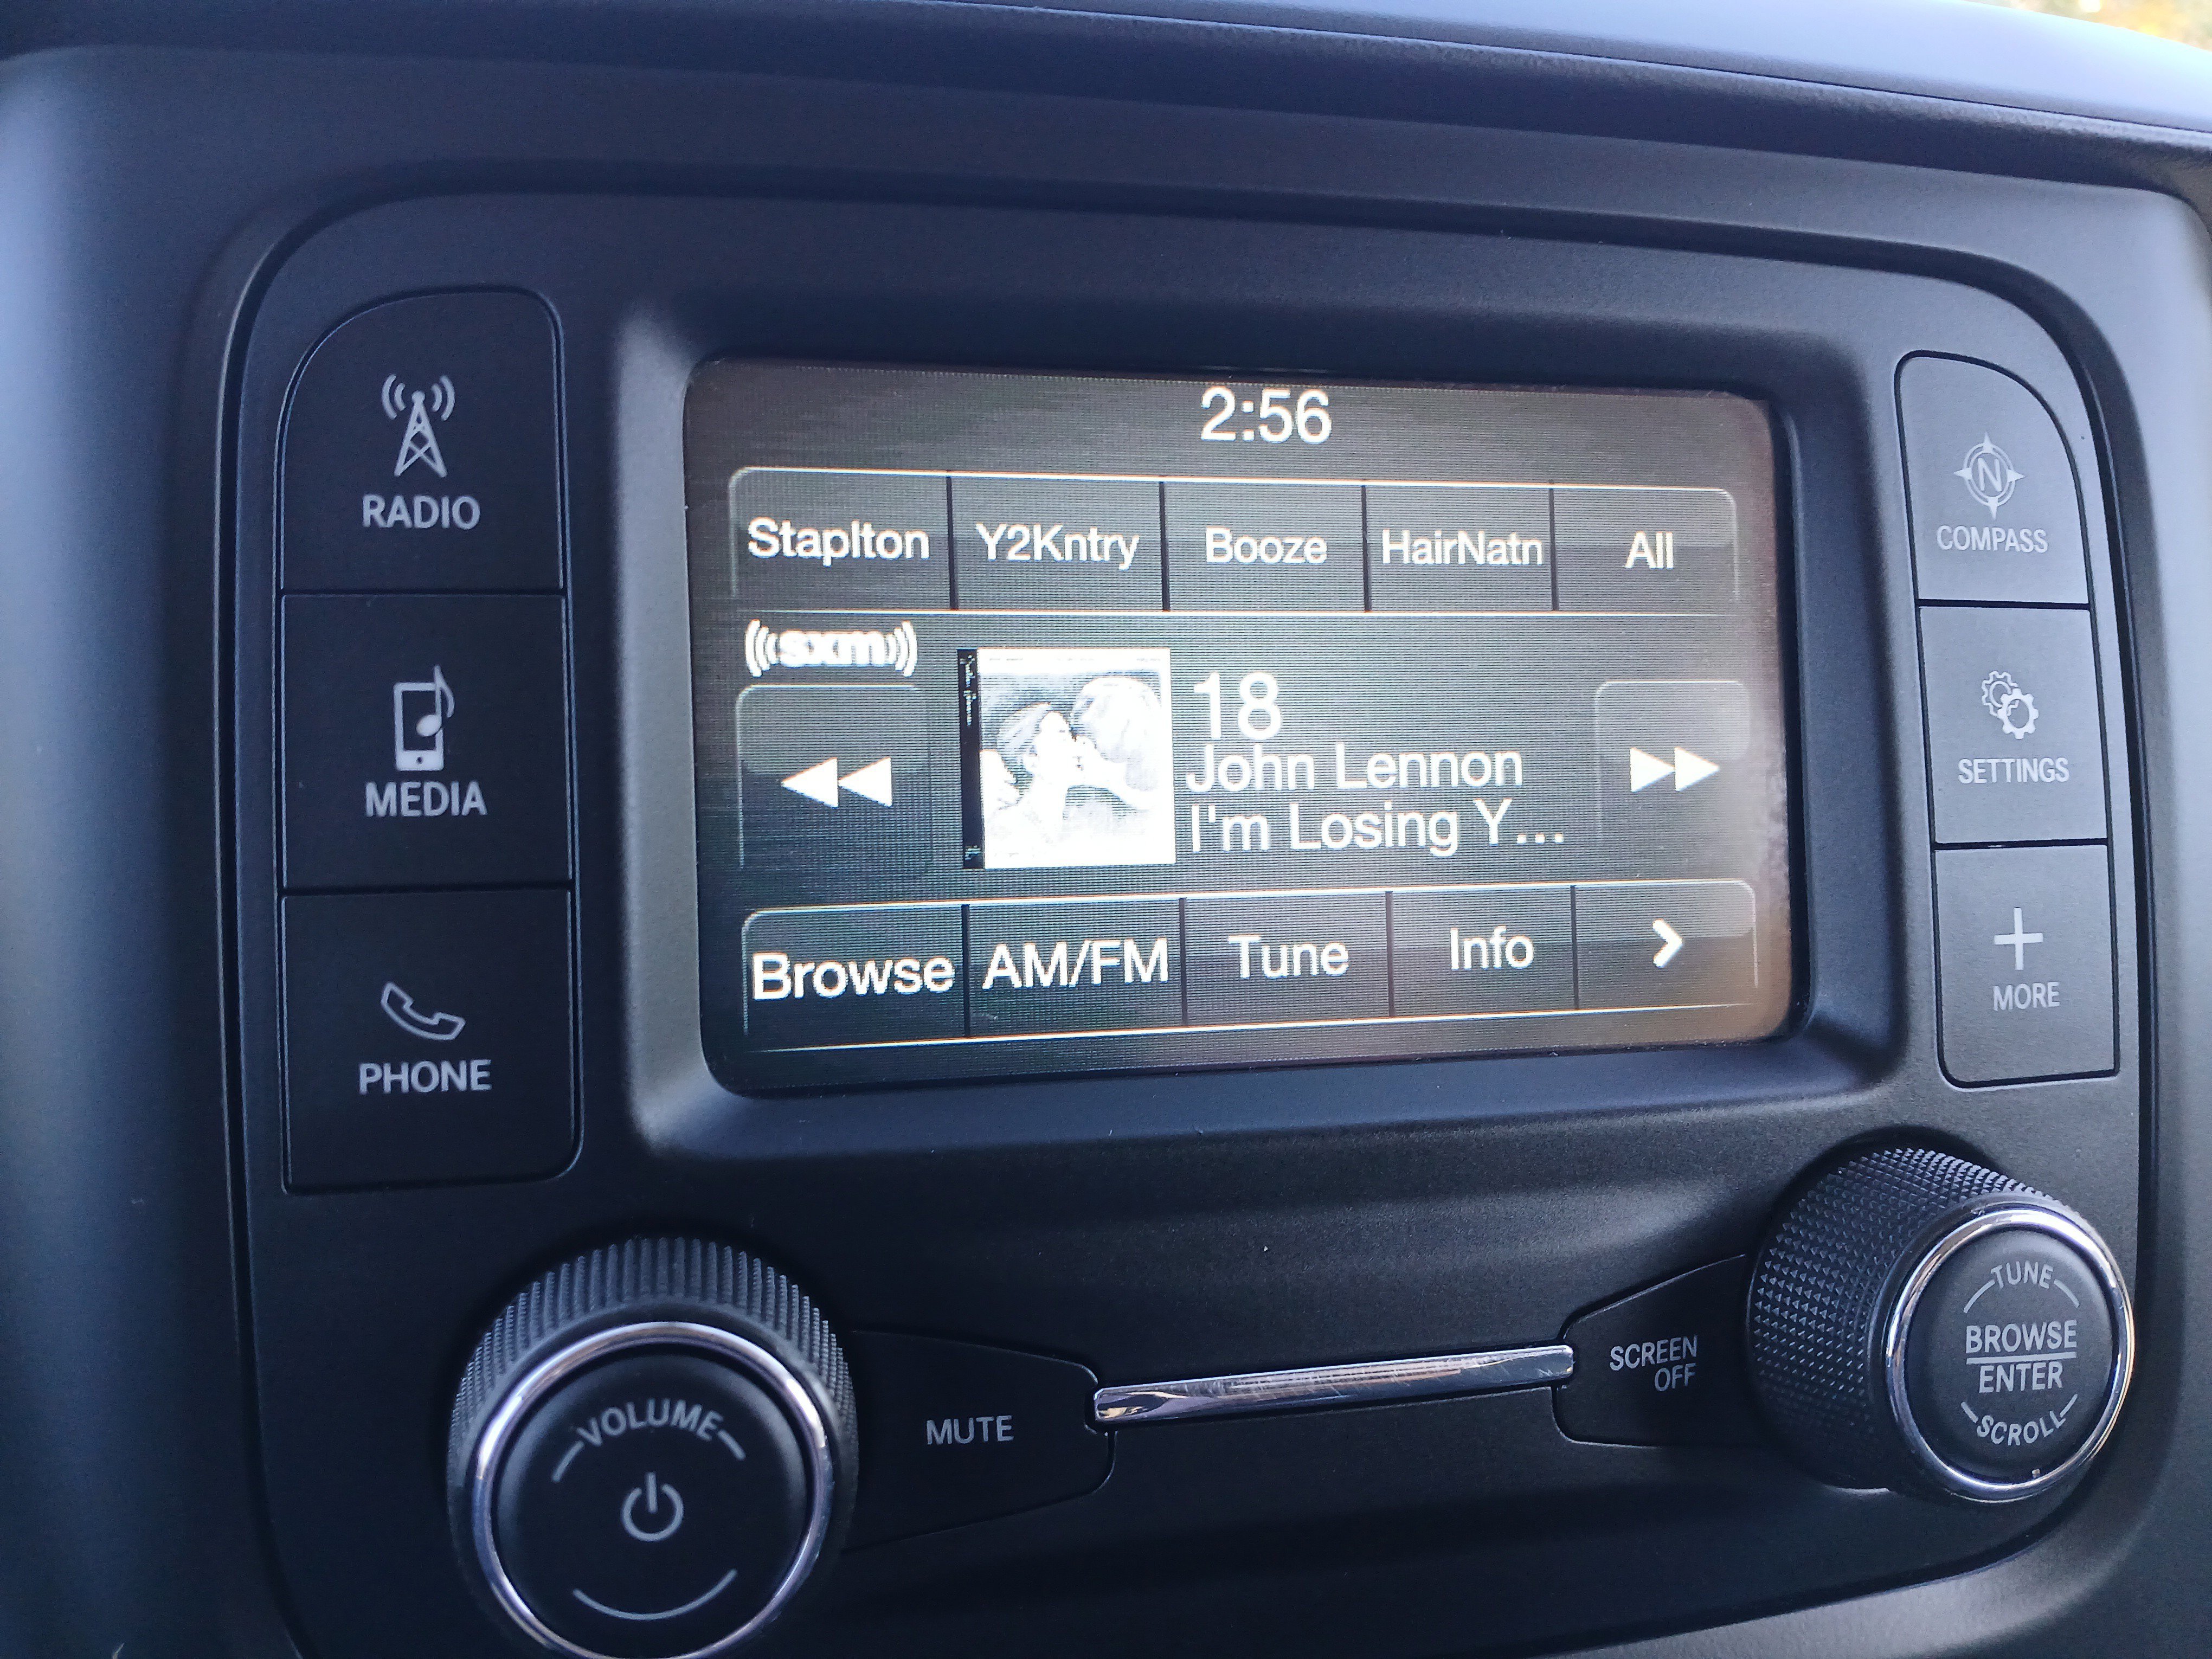 2:56
Staplton Y2Kntry Booze HairNatn All
((( sxm )))
18
John Lennon
I'm Losing Y...
Browse AM/FM Tune Info >
RADIO
MEDIA
PHONE
N
COMPASS
SETTINGS
+
MORE
VOLUME
MUTE
SCREEN
OFF
TUNE
BROWSE
ENTER
SCROLL